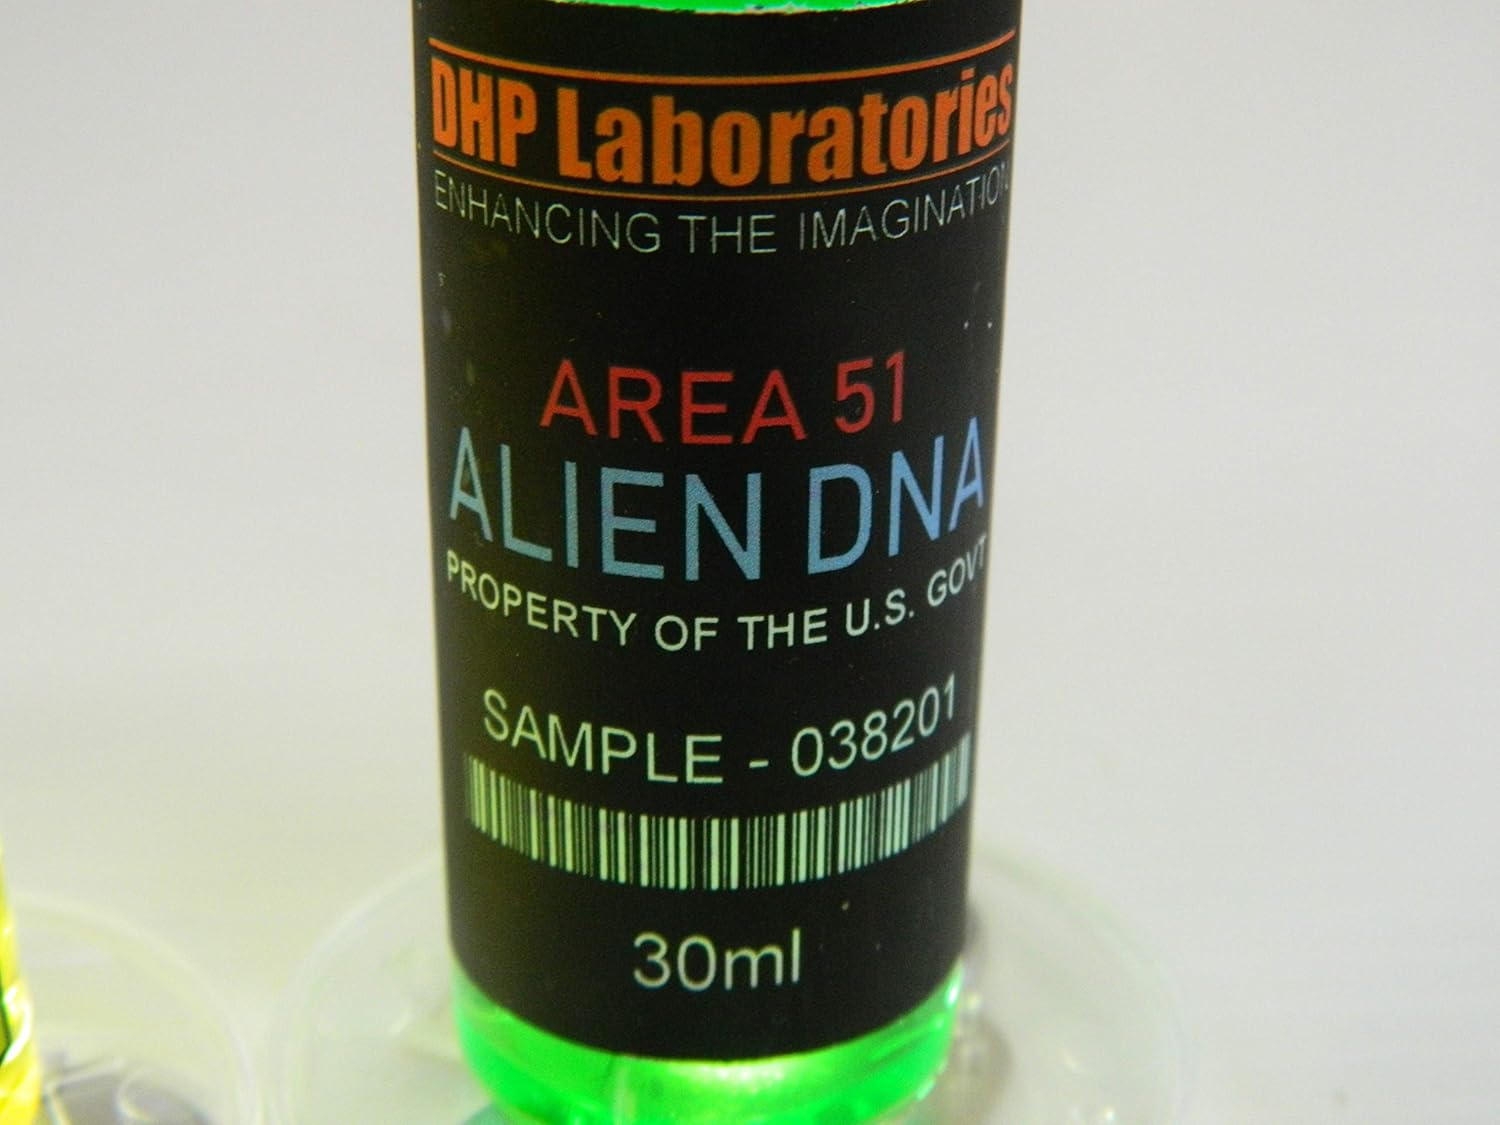 DHP Laboratories
ENHANCING THE IMAGINATION
AREA 51
ALIEN DNA
PROPERTY OF THE U.S. GOVT
SAMPLE - 038201
30ml